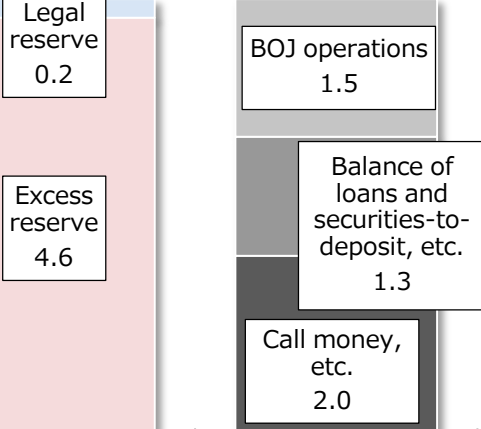 Legal
reserve
0.2
Excess
reserve
4.6
BOJ operations
1.5
Balance of
loans and
securities-to-
deposit, etc.
1.3
Call money,
etc.
2.0